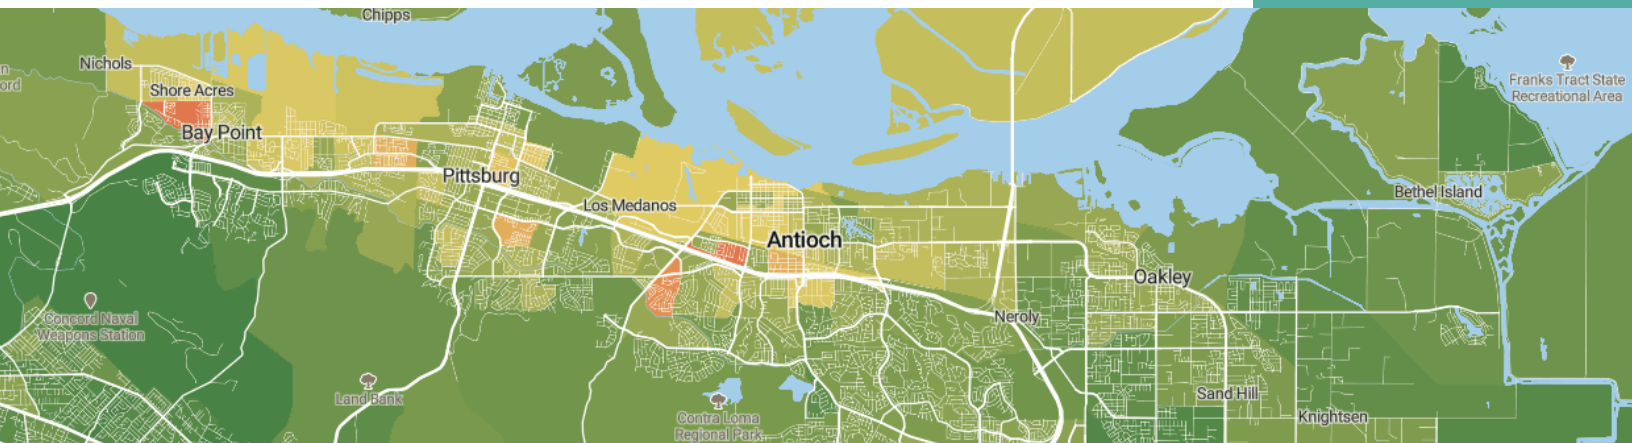 Chipps
Nichols
Shore Acres
Bay Point
Pittsburg
Los Medanos
Antioch
Franks Tract State
Recreational Area
Bethel Island
Oakley
Neroly
Concord Naval
Weapons Station
Land Bank
Contra Loma
Regional Park
Sand Hill
Knightsen